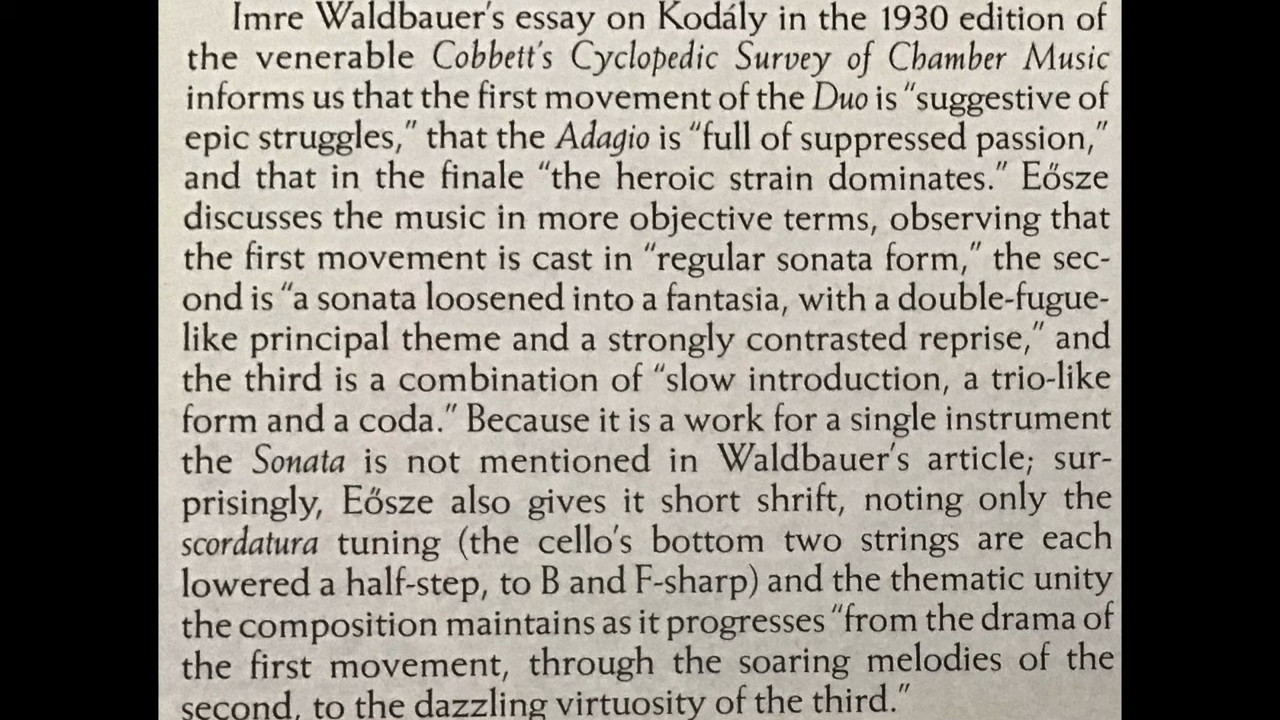 Imre Waldbauer's essay on Kodály in the 1930 edition of
the venerable Cobbett's Cyclopedic Survey of Chamber Music
informs us that the first movement of the Duo is “suggestive of
epic struggles,” that the Adagio is “full of suppressed passion,”
and that in the finale “the heroic strain dominates.” Eősze
discusses the music in more objective terms, observing that
the first movement is cast in “regular sonata form,” the sec-
ond is “a sonata loosened into a fantasia, with a double-fugue-
like principal theme and a strongly contrasted reprise,” and
the third is a combination of “slow introduction, a trio-like
form and a coda.” Because it is a work for a single instrument
the Sonata is not mentioned in Waldbauer's article; sur-
prisingly, Eősze also gives it short shrift, noting only the
scordatura tuning (the cello's bottom two strings are each
lowered a half-step, to B and F-sharp) and the thematic unity
the composition maintains as it progresses “from the drama of
the first movement, through the soaring melodies of the
second, to the dazzling virtuosity of the third.”